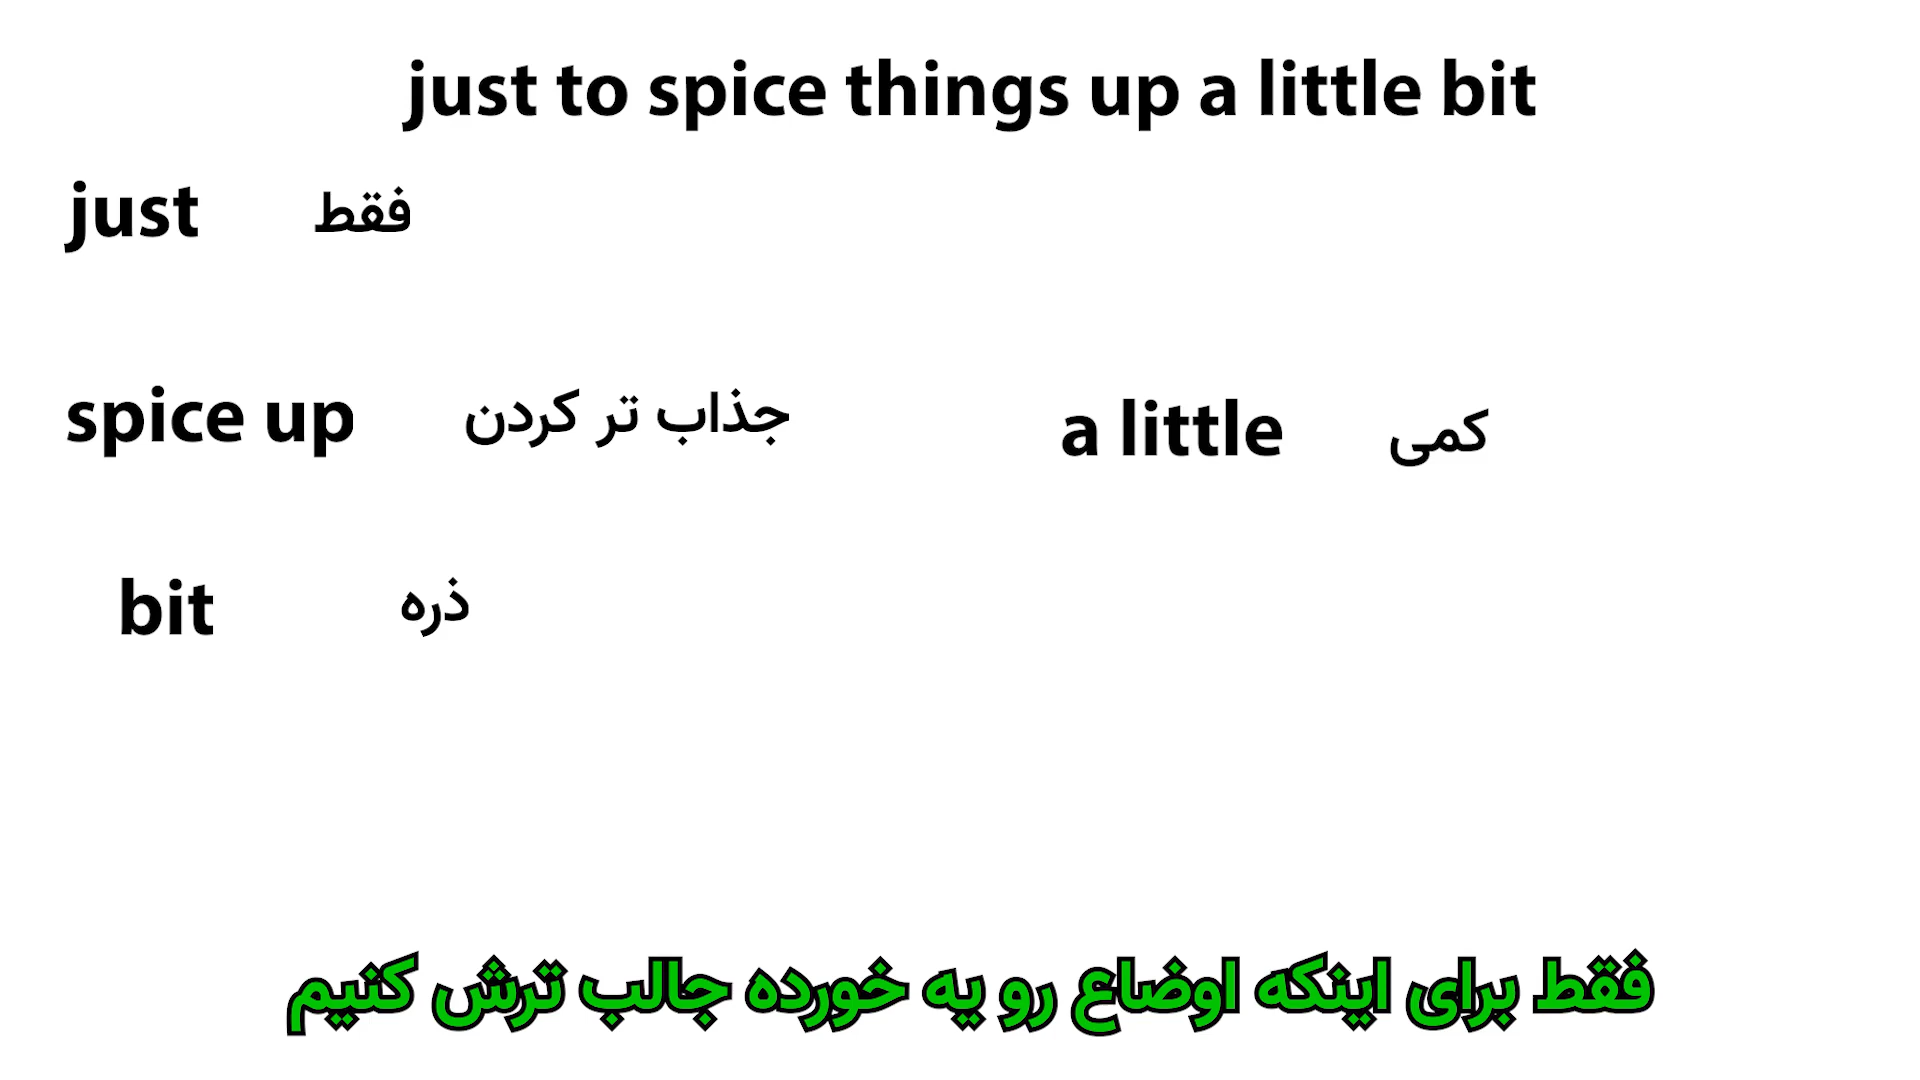 just to spice things up a little bit
just فقط
spice up جذاب تر کردن a little کمی
bit ذره
فقط برای اینکه اوضاع رو یه خورده جالب ترش کنیم